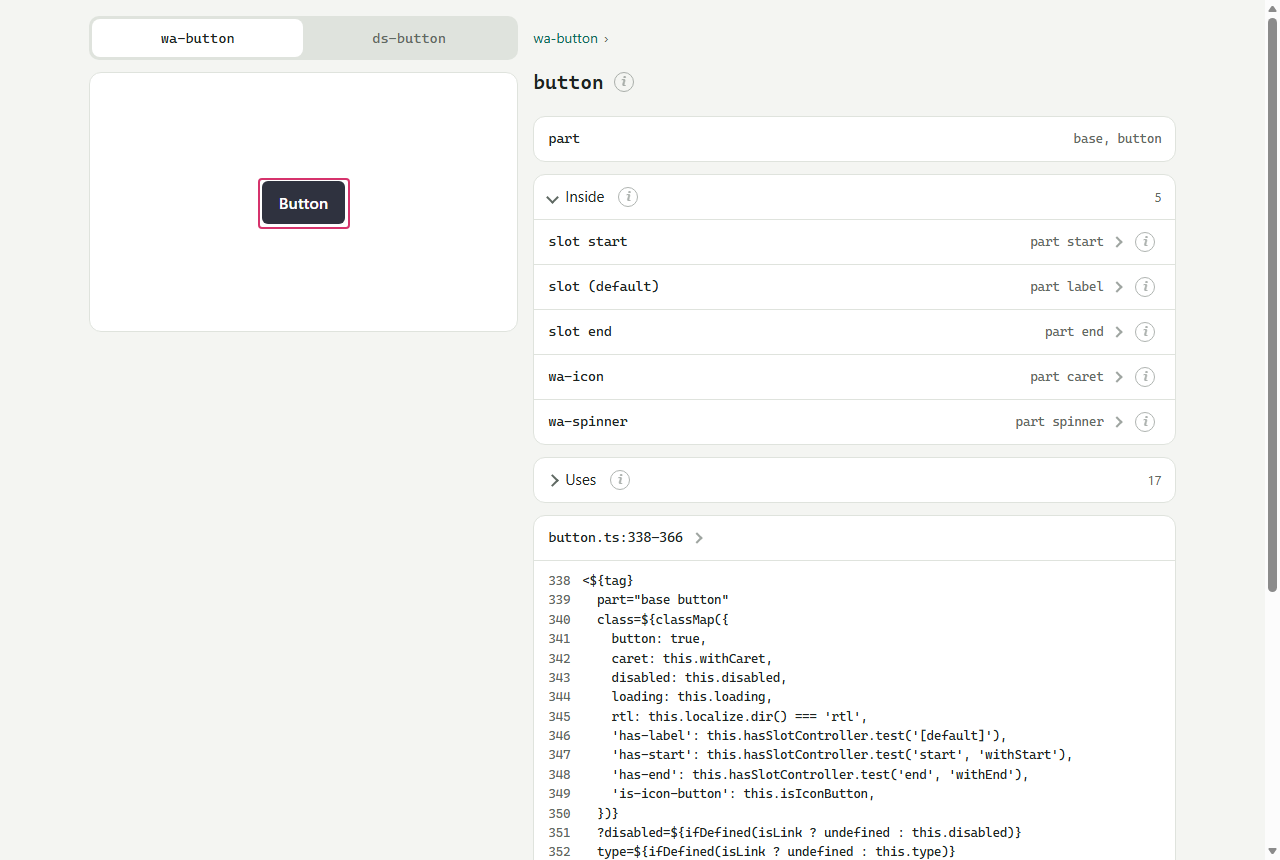 wa-button
ds-button
wa-button ›
button i
part base, button
Button
Inside i 5
slot start part start i
slot (default) part label i
slot end part end i
wa-icon part caret i
wa-spinner part spinner i
Uses i 17
button.ts:338–366
338 <${tag}
339 part="base button"
340 class=${classMap({
341 button: true,
342 caret: this.withCaret,
343 disabled: this.disabled,
344 loading: this.loading,
345 rtl: this.localize.dir() === 'rtl',
346 'has-label': this.hasSlotController.test('[default]'),
347 'has-start': this.hasSlotController.test('start', 'withStart'),
348 'has-end': this.hasSlotController.test('end', 'withEnd'),
349 'is-icon-button': this.isIconButton,
350 })}
351 ?disabled=${ifDefined(isLink ? undefined : this.disabled)}
352 type=${ifDefined(isLink ? undefined : this.type)}